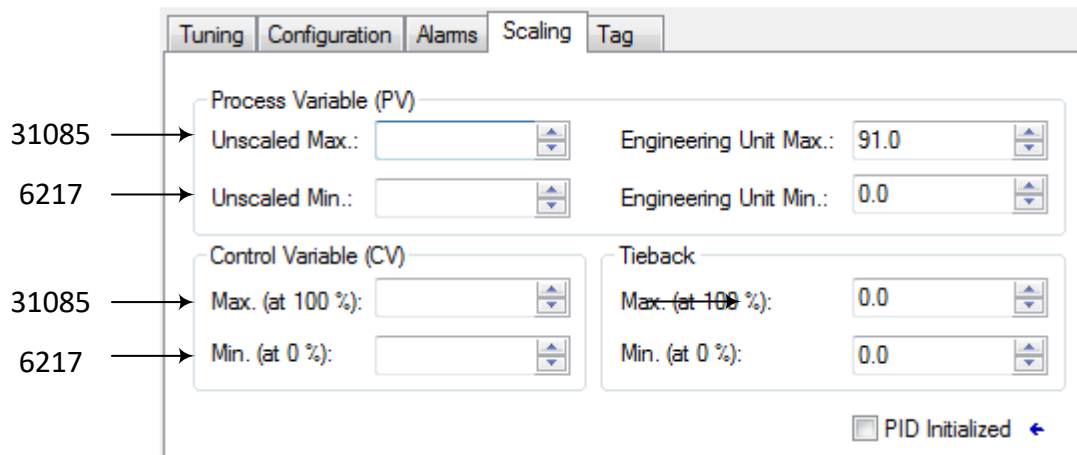 Tuning Configuration Alarms Scaling Tag
Process Variable (PV)
31085 Unscaled Max.: Engineering Unit Max.: 91.0
6217 Unscaled Min.: Engineering Unit Min.: 0.0
Control Variable (CV) Tieback
31085 Max. (at 100 %): Max. (at 100 %): 0.0
6217 Min. (at 0 %): Min. (at 0 %): 0.0
PID Initialized